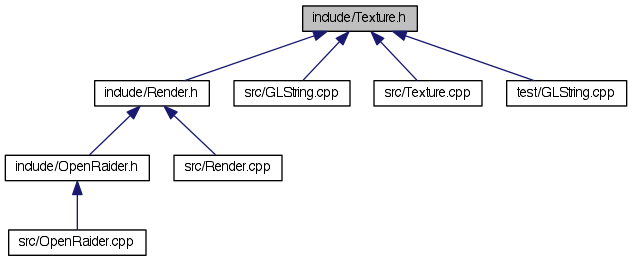 include/Texture.h
include/Render.h
src/GLString.cpp
src/Texture.cpp
test/GLString.cpp
include/OpenRaider.h
src/Render.cpp
src/OpenRaider.cpp